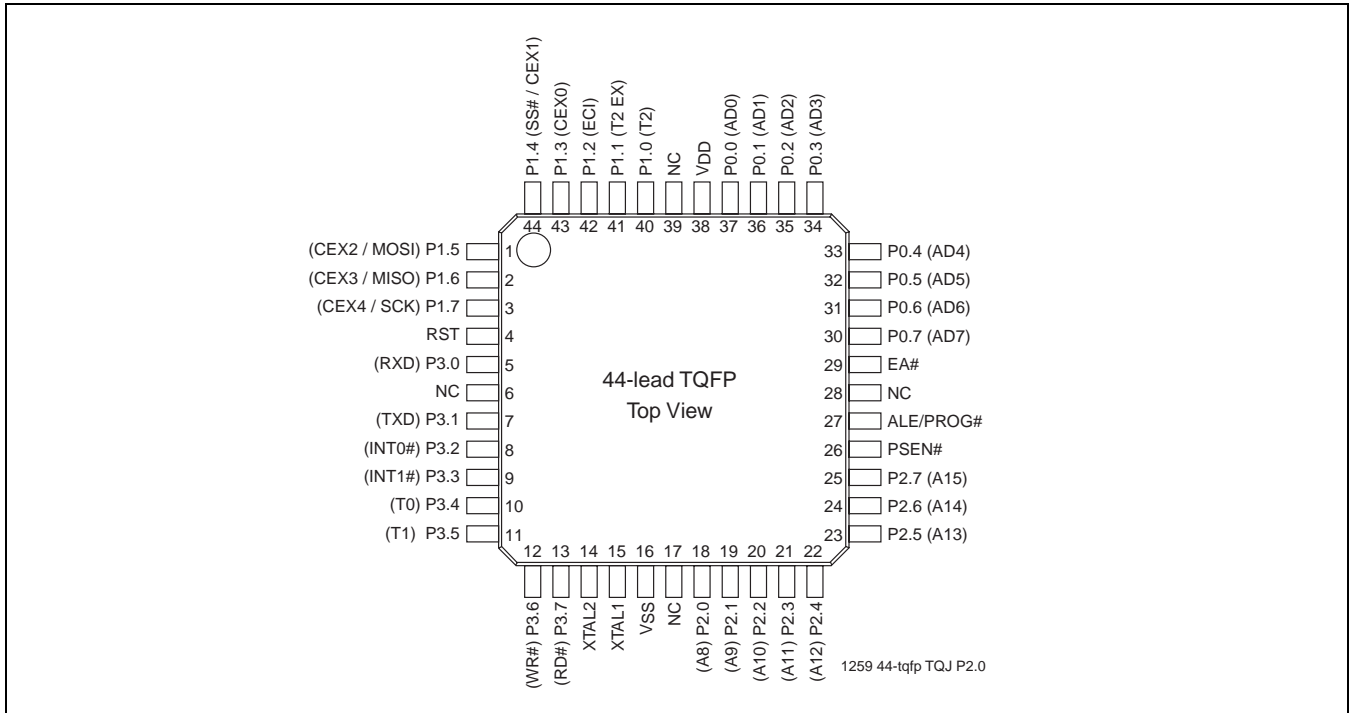 P1.4 (SS# / CEX1)
P1.3 (CEX0)
P1.2 (ECI)
P1.1 (T2 EX)
P1.0 (T2)
NC
VDD
P0.0 (AD0)
P0.1 (AD1)
P0.2 (AD2)
P0.3 (AD3)
44 43 42 41 40 39 38 37 36 35 34
(CEX2 / MOSI) P1.5 1
(CEX3 / MISO) P1.6 2
(CEX4 / SCK) P1.7 3
RST 4
(RXD) P3.0 5
NC 6
(TXD) P3.1 7
(INT0#) P3.2 8
(INT1#) P3.3 9
(T0) P3.4 10
(T1) P3.5 11
44-lead TQFP
Top View
33 P0.4 (AD4)
32 P0.5 (AD5)
31 P0.6 (AD6)
30 P0.7 (AD7)
29 EA#
28 NC
27 ALE/PROG#
26 PSEN#
25 P2.7 (A15)
24 P2.6 (A14)
23 P2.5 (A13)
12 13 14 15 16 17 18 19 20 21 22
(WR#) P3.6
(RD#) P3.7
XTAL2
XTAL1
VSS
NC
(A8) P2.0
(A9) P2.1
(A10) P2.2
(A11) P2.3
(A12) P2.4
1259 44-tqfp TQJ P2.0